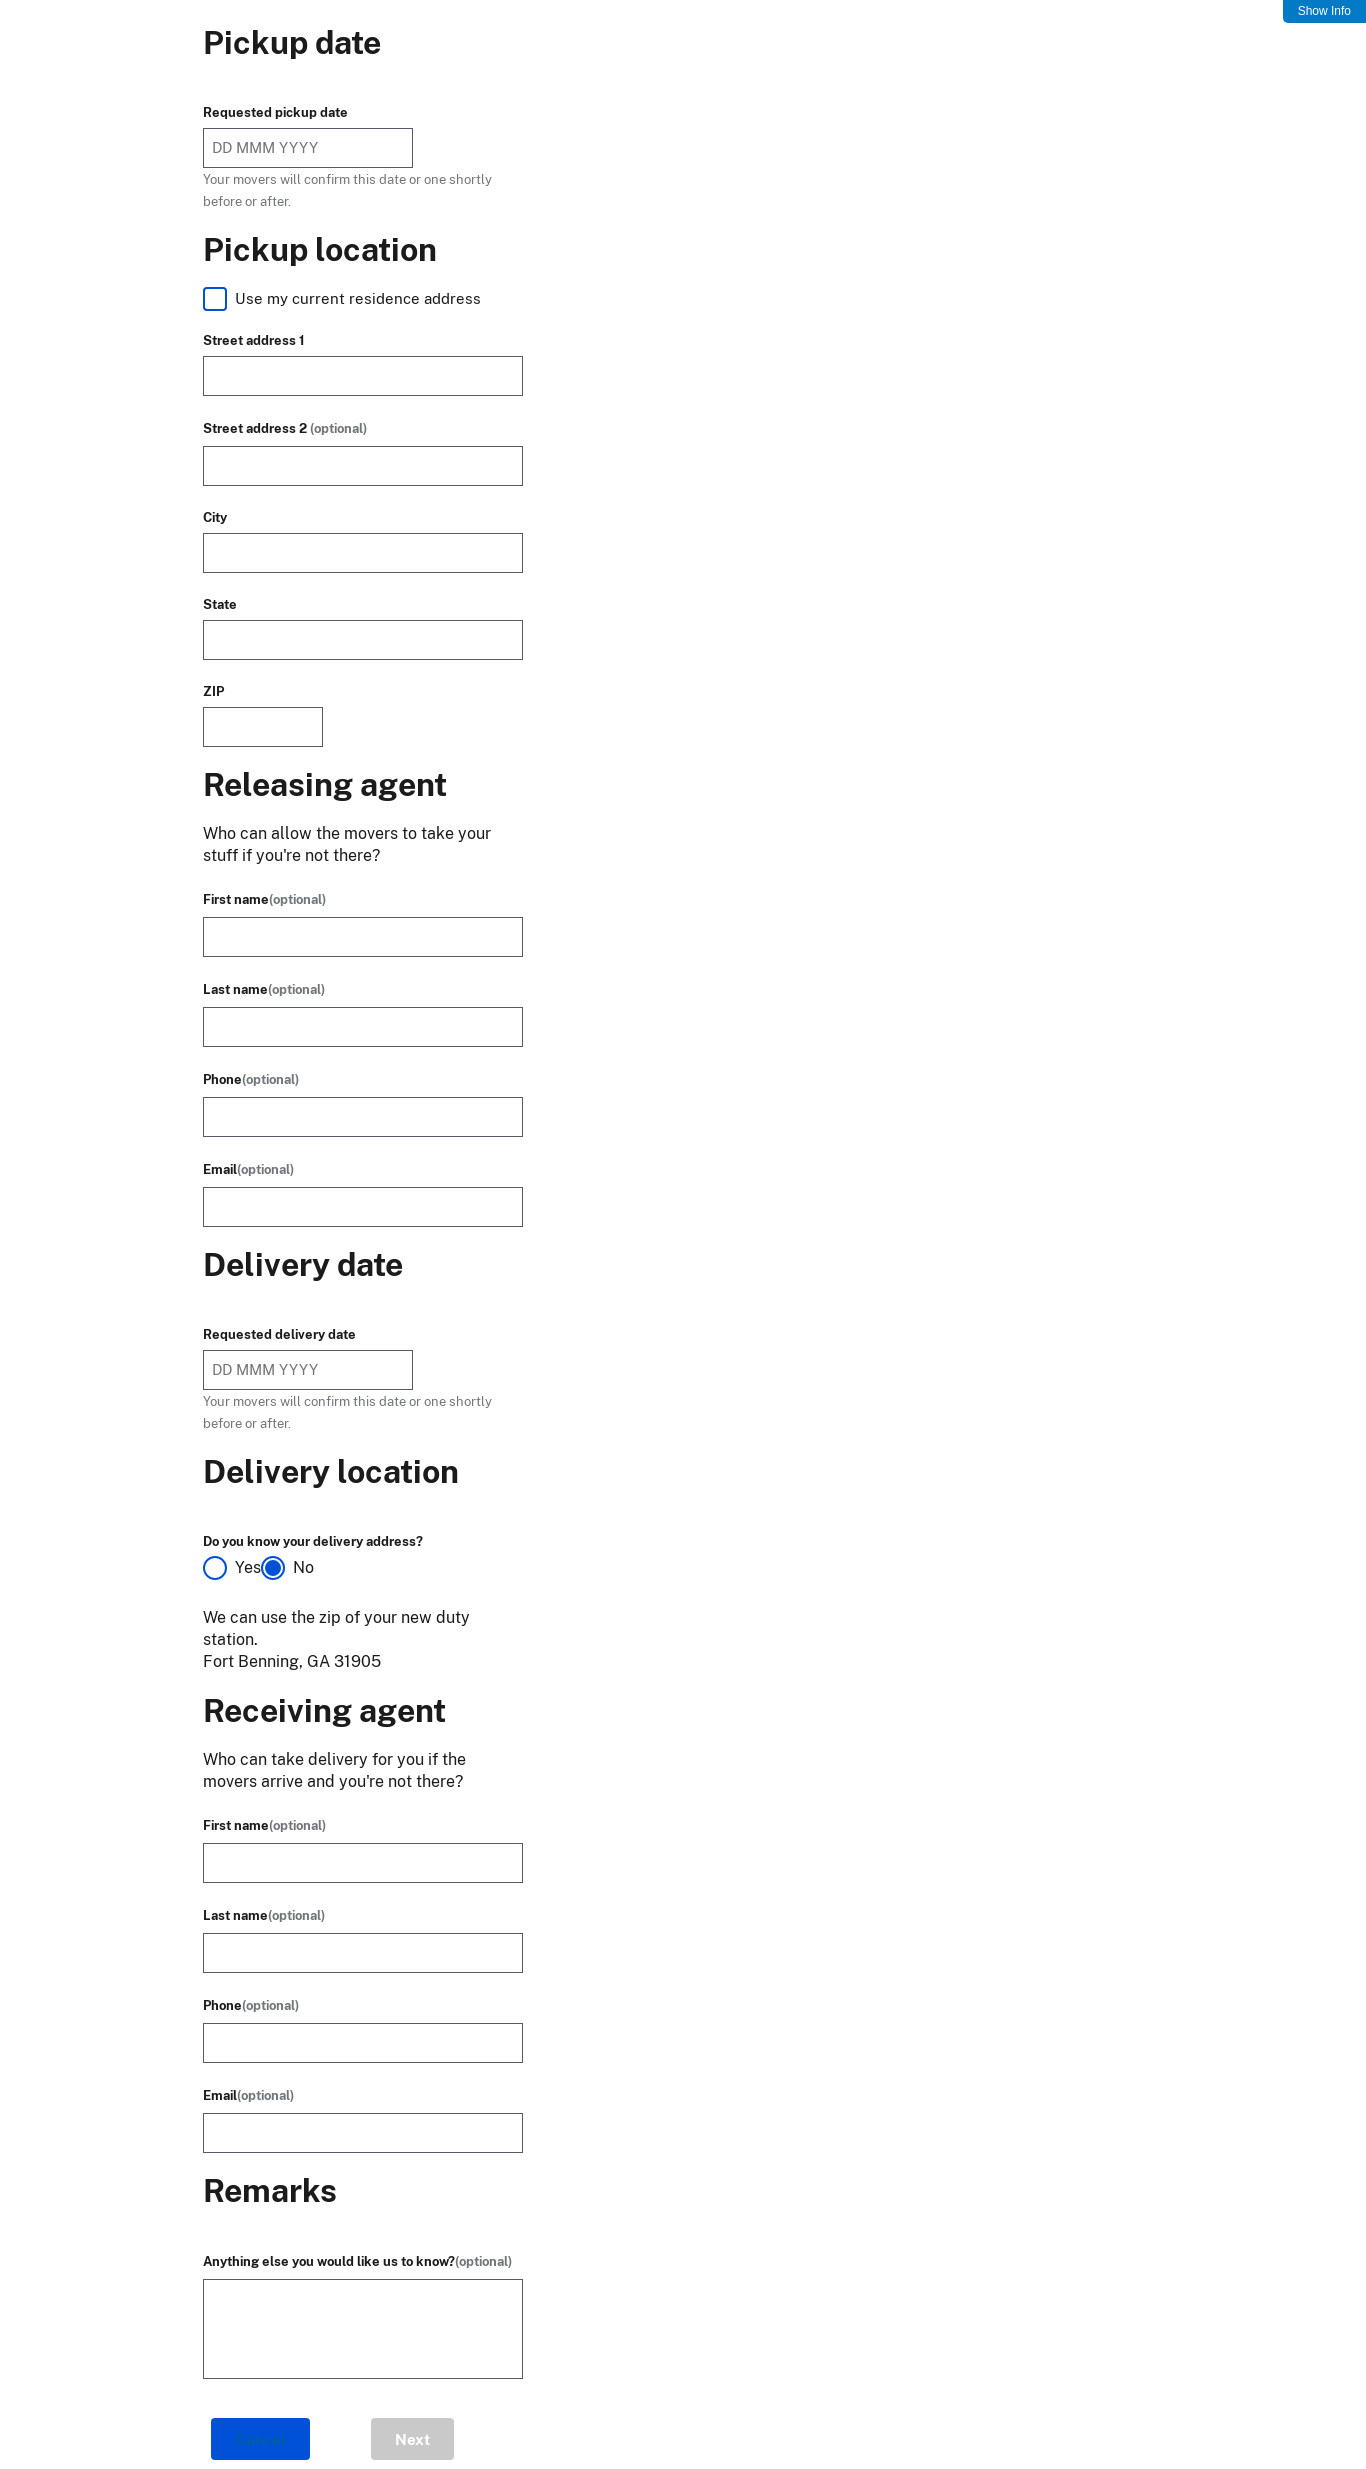 Show Info
Pickup date
Requested pickup date
DD MMM YYYY
Your movers will confirm this date or one shortly
before or after.
Pickup location
Use my current residence address
Street address 1
Street address 2 (optional)
City
State
ZIP
Releasing agent
Who can allow the movers to take your
stuff if you're not there?
First name(optional)
Last name(optional)
Phone(optional)
Email(optional)
Delivery date
Requested delivery date
DD MMM YYYY
Your movers will confirm this date or one shortly
before or after.
Delivery location
Do you know your delivery address?
Yes No
We can use the zip of your new duty
station.
Fort Benning, GA 31905
Receiving agent
Who can take delivery for you if the
movers arrive and you're not there?
First name(optional)
Last name(optional)
Phone(optional)
Email(optional)
Remarks
Anything else you would like us to know?(optional)
Next